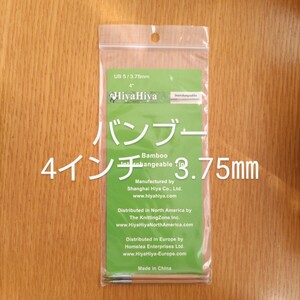 US 5 / 3.75mm
HiyaHiya
バンブー
Bamboo
4インチ 3.75㎜
Interchangeable
Manufactured by
Shanghai Hiya Co., Ltd.
www.hiyahiya.com
Distributed in North America by
The KnittingZone Inc.
www.HiyaHiyaNorthAmerica.com
Distributed in Europe by
Homelea Enterprises Ltd.
www.HiyaHiya-Europe.com
Made in China